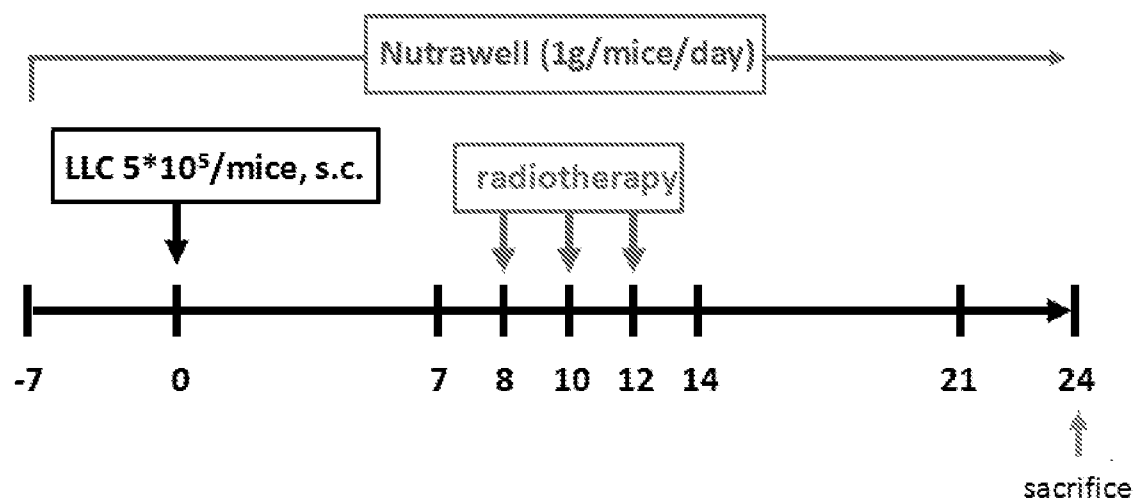 Nutrawell (1g/mice/day)
LLC 5*10⁵/mice, s.c.
radiotherapy
-7 0 7 8 10 12 14 21 24
sacrifice